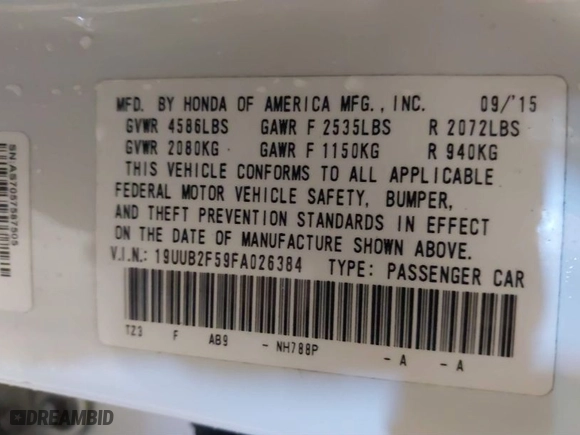 MFD. BY HONDA OF AMERICA MFG., INC. 09/'15
GVWR 4586LBS GAWR F 2535LBS R 2072LBS
GVWR 2080KG GAWR F 1150KG R 940KG
THIS VEHICLE CONFORMS TO ALL APPLICABLE
FEDERAL MOTOR VEHICLE SAFETY, BUMPER,
AND THEFT PREVENTION STANDARDS IN EFFECT
ON THE DATE OF MANUFACTURE SHOWN ABOVE.
V.I.N.: 19UUB2F59FA026384 TYPE: PASSENGER CAR
TZ3 F AB9 - NH788P - A - A
DREAMBID